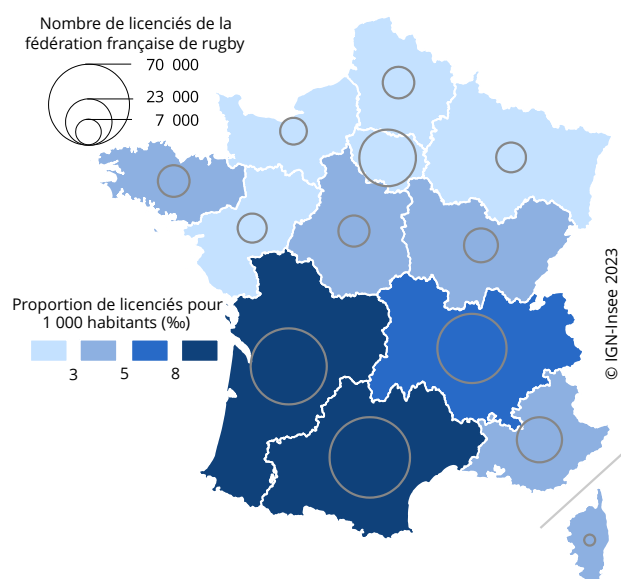 Nombre de licenciés de la
fédération française de rugby
70 000
23 000
7 000
Proportion de licenciés pour
1 000 habitants (‰)
3 5 8
© IGN-Insee 2023